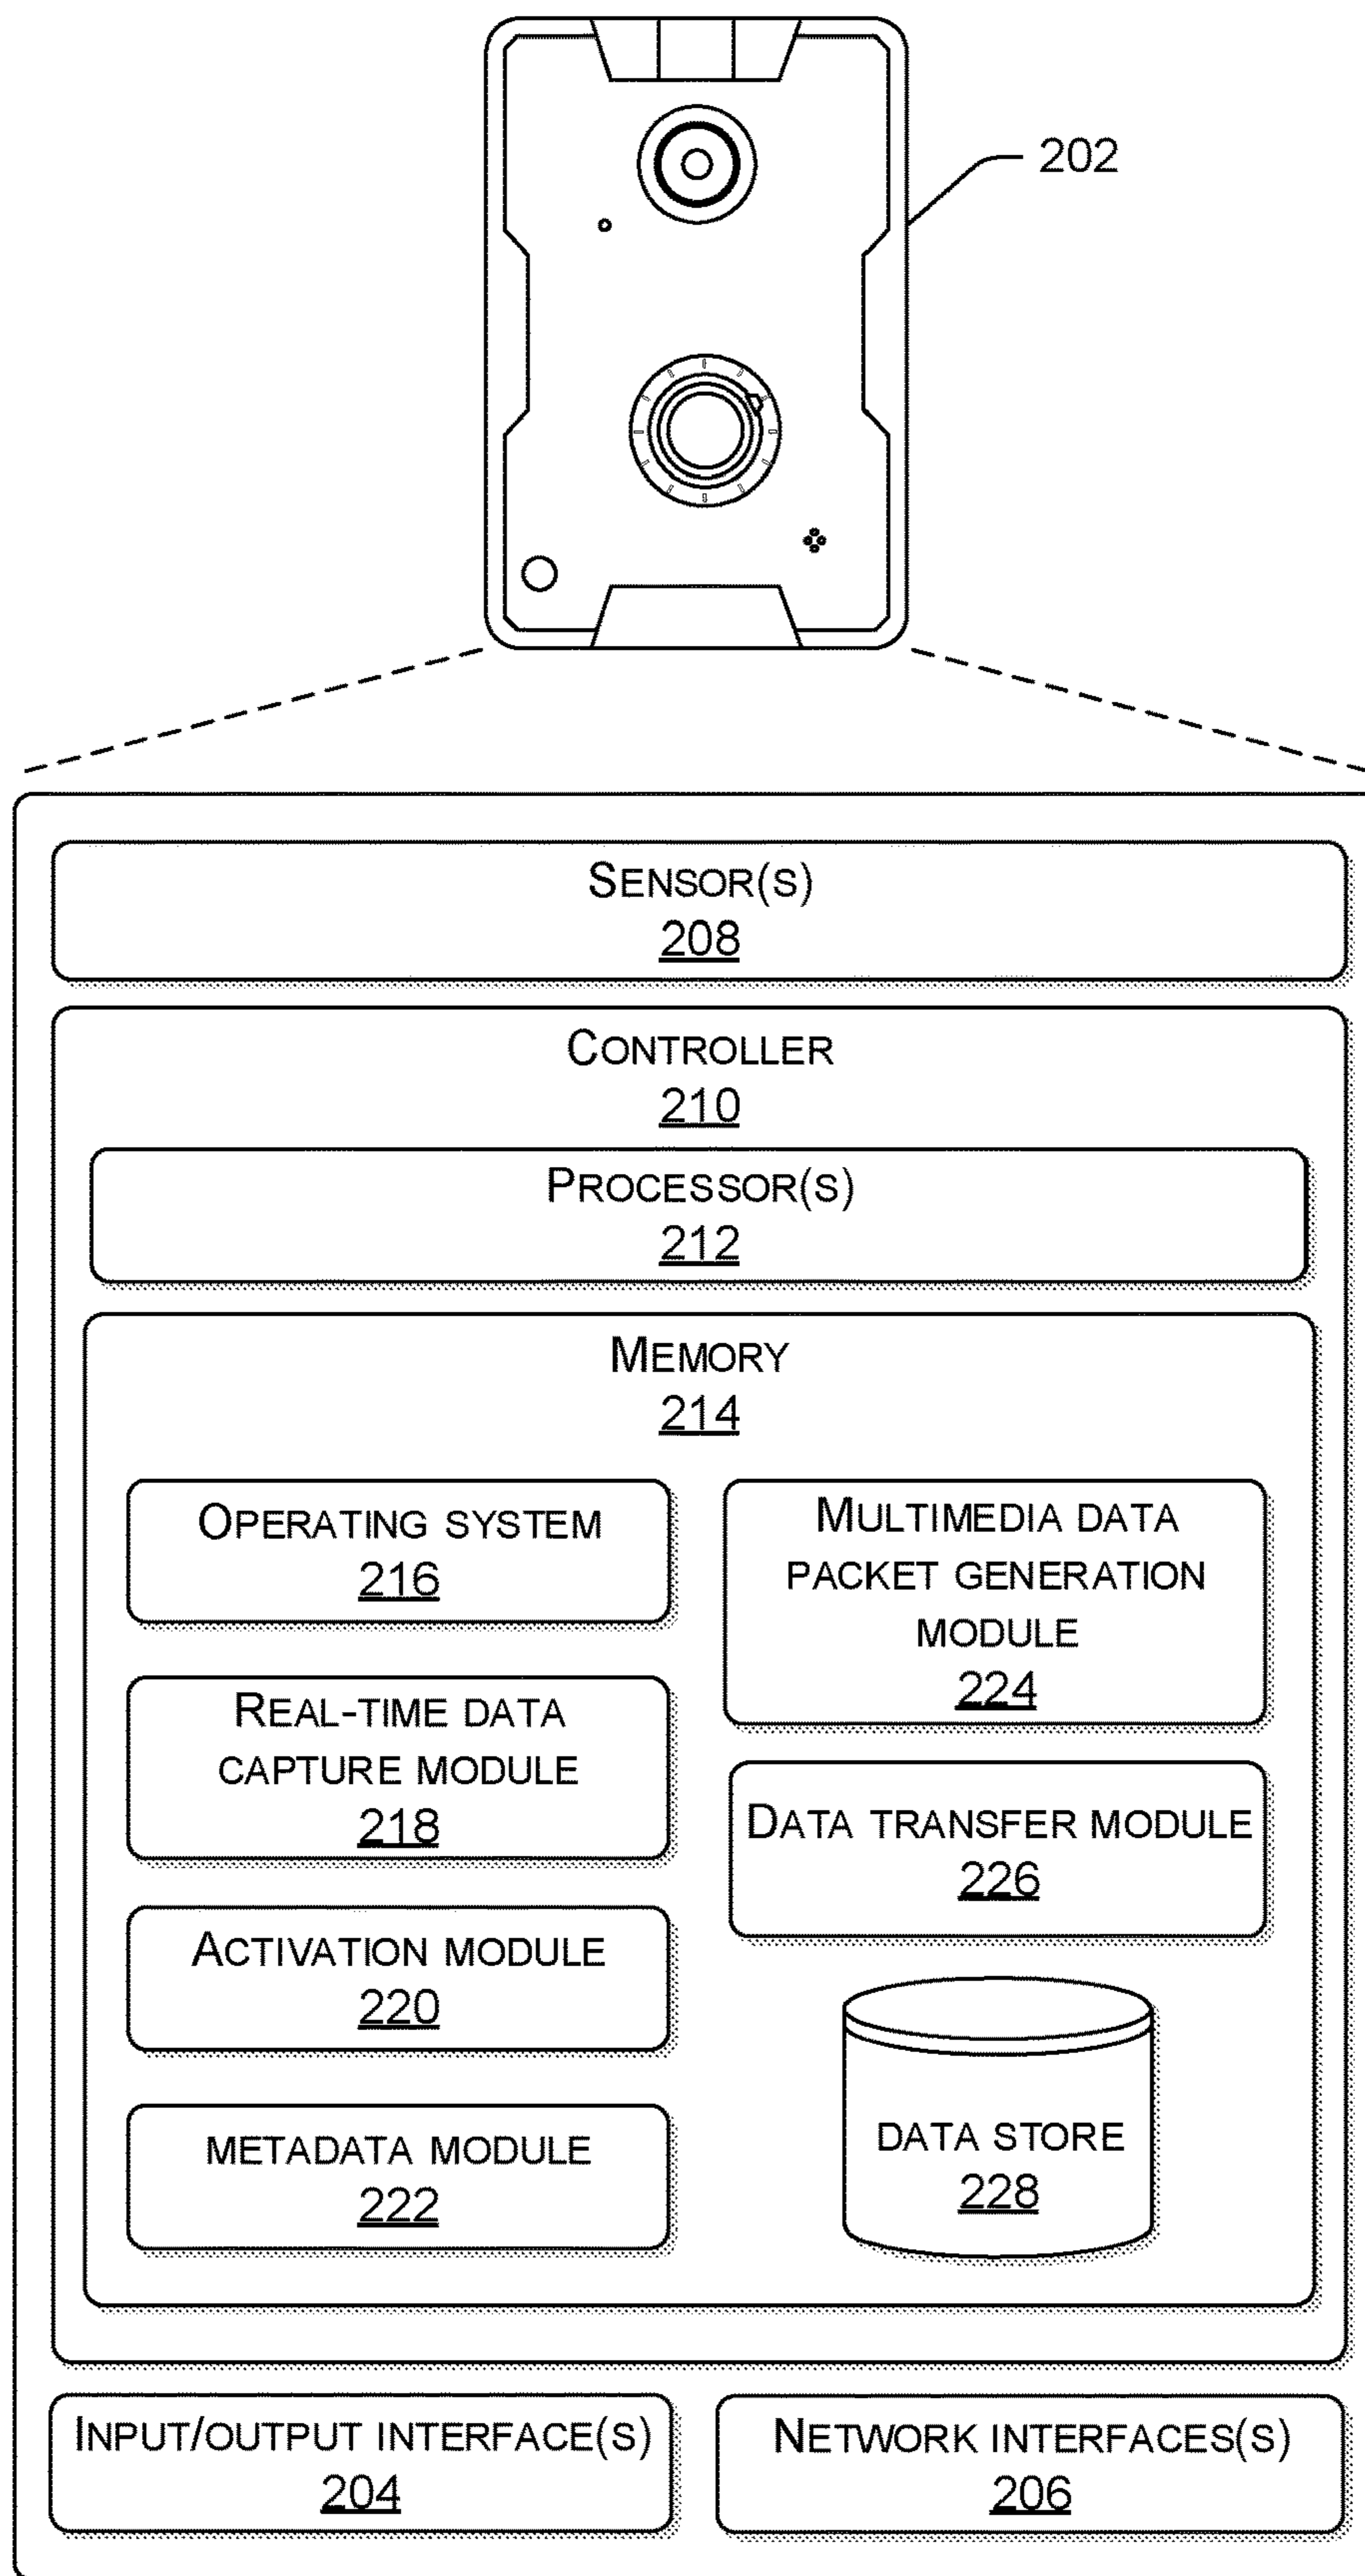 202
SENSOR(S)
208
CONTROLLER
210
PROCESSOR(S)
212
MEMORY
214
OPERATING SYSTEM
216
REAL-TIME DATA
CAPTURE MODULE
218
ACTIVATION MODULE
220
METADATA MODULE
222
MULTIMEDIA DATA
PACKET GENERATION
MODULE
224
DATA TRANSFER MODULE
226
DATA STORE
228
INPUT/OUTPUT INTERFACE(S)
204
NETWORK INTERFACES(S)
206